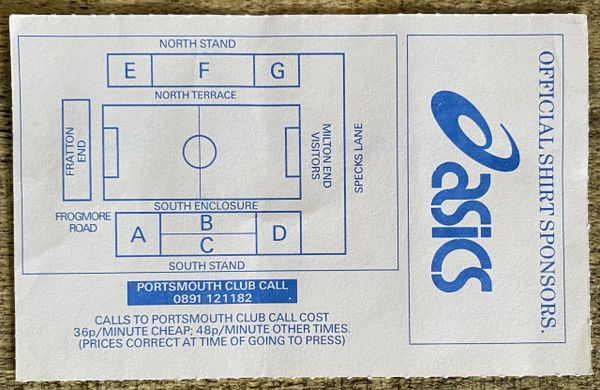 NORTH STAND
E F G
NORTH TERRACE
FRATTON
END
MILTON END
VISITORS
SPECKS LANE
FROGMORE
ROAD
SOUTH ENCLOSURE
A B D
C
SOUTH STAND
PORTSMOUTH CLUB CALL
0891 121182
CALLS TO PORTSMOUTH CLUB CALL COST
36p/MINUTE CHEAP; 48p/MINUTE OTHER TIMES.
(PRICES CORRECT AT TIME OF GOING TO PRESS)
OFFICIAL SHIRT SPONSORS.
asics